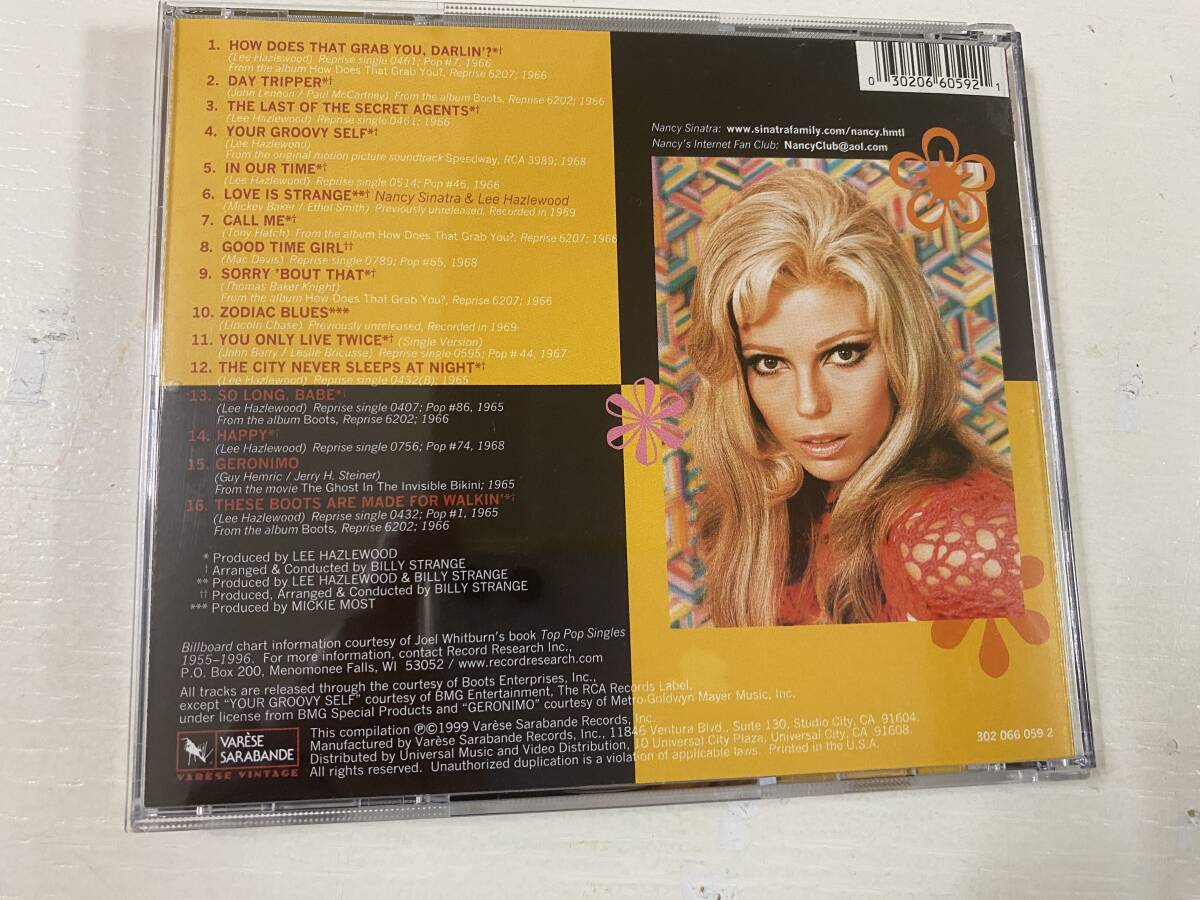 1. HOW DOES THAT GRAB YOU, DARLIN'?*†
(Lee Hazlewood) Reprise single 0461; Pop #7, 1966
From the album How Does That Grab You?, Reprise 6207; 1966
2. DAY TRIPPER*†
(John Lennon / Paul McCartney) From the album Boots, Reprise 6202; 1966
3. THE LAST OF THE SECRET AGENTS*†
(Lee Hazlewood) Reprise single 0461; 1966
4. YOUR GROOVY SELF*†
(Lee Hazlewood)
From the original motion picture soundtrack Speedway, RCA 3989; 1968
5. IN OUR TIME*†
(Lee Hazlewood) Reprise single 0514; Pop #46, 1966
6. LOVE IS STRANGE**† Nancy Sinatra & Lee Hazlewood
(Mickey Baker / Ethel Smith) Previously unreleased, Recorded in 1969
7. CALL ME*†
(Tony Hatch) From the album How Does That Grab You?, Reprise 6207; 1966
8. GOOD TIME GIRL††
(Mac Davis) Reprise single 0789; Pop #65, 1968
9. SORRY 'BOUT THAT*†
(Thomas Baker Knight)
From the album How Does That Grab You?, Reprise 6207; 1966
10. ZODIAC BLUES***
(Lincoln Chase) Previously unreleased, Recorded in 1969
11. YOU ONLY LIVE TWICE*† (Single Version)
(John Barry / Leslie Bricusse) Reprise single 0595; Pop # 44, 1967
12. THE CITY NEVER SLEEPS AT NIGHT*†
(Lee Hazlewood) Reprise single 0432(B); 1965
13. SO LONG, BABE*†
(Lee Hazlewood) Reprise single 0407; Pop #86, 1965
From the album Boots, Reprise 6202; 1966
14. HAPPY*†
(Lee Hazlewood) Reprise single 0756; Pop #74, 1968
15. GERONIMO
(Guy Hemric / Jerry H. Steiner)
From the movie The Ghost In The Invisible Bikini; 1965
16. THESE BOOTS ARE MADE FOR WALKIN'*†
(Lee Hazlewood) Reprise single 0432; Pop #1, 1965
From the album Boots, Reprise 6202; 1966
* Produced by LEE HAZLEWOOD
† Arranged & Conducted by BILLY STRANGE
** Produced by LEE HAZLEWOOD & BILLY STRANGE
†† Produced, Arranged & Conducted by BILLY STRANGE
*** Produced by MICKIE MOST
Billboard chart information courtesy of Joel Whitburn's book Top Pop Singles
1955–1996. For more information, contact Record Research Inc.,
P.O. Box 200, Menomonee Falls, WI 53052 / www.recordresearch.com
All tracks are released through the courtesy of Boots Enterprises, Inc.,
except "YOUR GROOVY SELF" courtesy of BMG Entertainment, The RCA Records Label,
under license from BMG Special Products and "GERONIMO" courtesy of Metro-Goldwyn Mayer Music, Inc.
VARÈSE
SARABANDE
VARÈSE VINTAGE
This compilation ℗©1999 Varèse Sarabande Records, Inc.
Manufactured by Varèse Sarabande Records, Inc., 11846 Ventura Blvd., Suite 130, Studio City, CA 91604.
Distributed by Universal Music and Video Distribution, 10 Universal City Plaza, Universal City, CA 91608.
All rights reserved. Unauthorized duplication is a violation of applicable laws. Printed in the U.S.A.
302 066 059 2
0 30206 60592 1
Nancy Sinatra: www.sinatrafamily.com/nancy.hmtl
Nancy's Internet Fan Club: NancyClub@aol.com